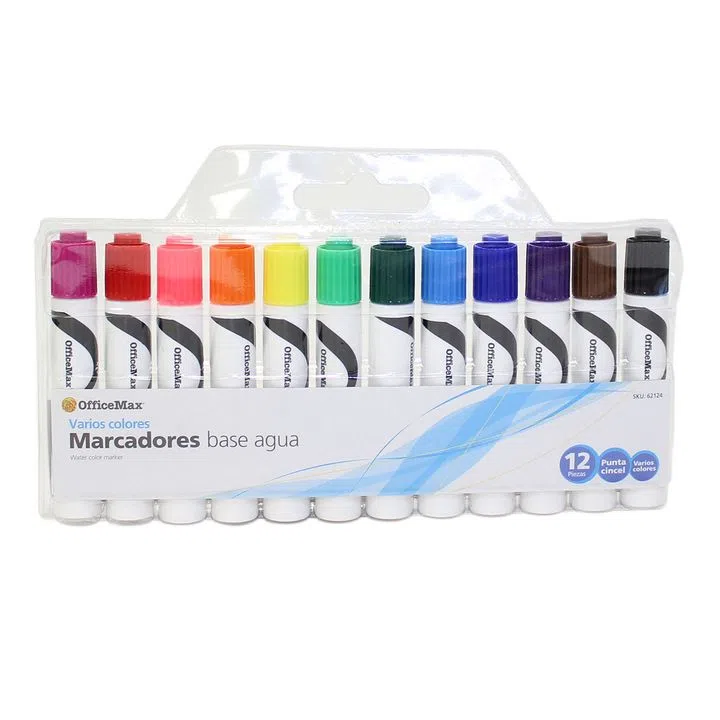 OfficeMax
OfficeMax
OfficeMax
OfficeMax
OfficeMax
OfficeMax
OfficeMax
OfficeMax
OfficeMax
OfficeMax
OfficeMax
OfficeMax
OfficeMax
SKU: 62124
Varios colores
Marcadores base agua
Water color marker
12
Piezas
Punta
cincel
Varios
colores